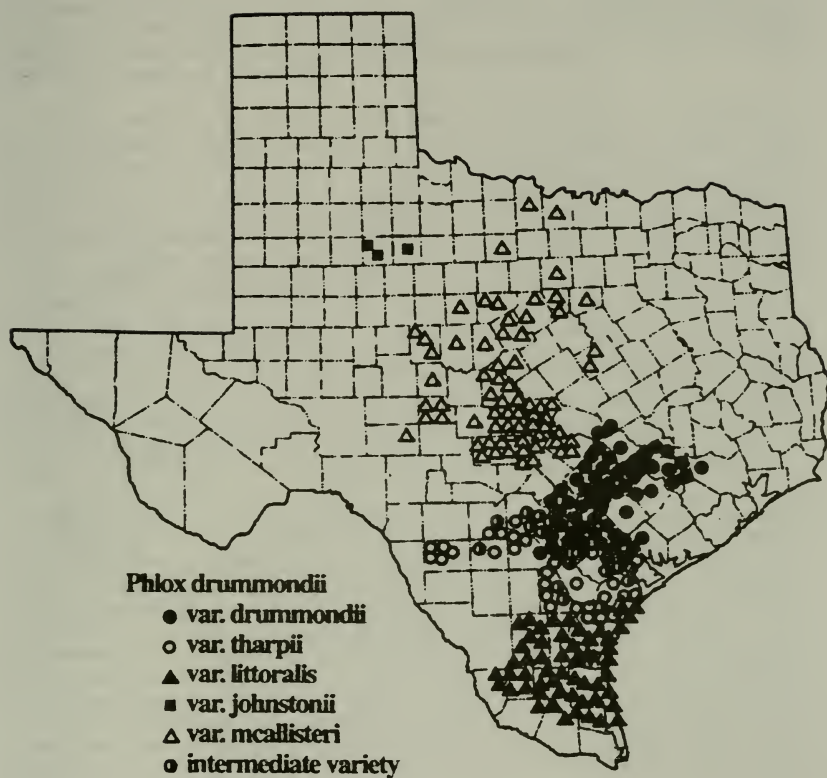 Phlox drummondii
var. drummondii
var. tharpii
var. littoralis
var. johnstonii
var. mcallisteri
intermediate variety